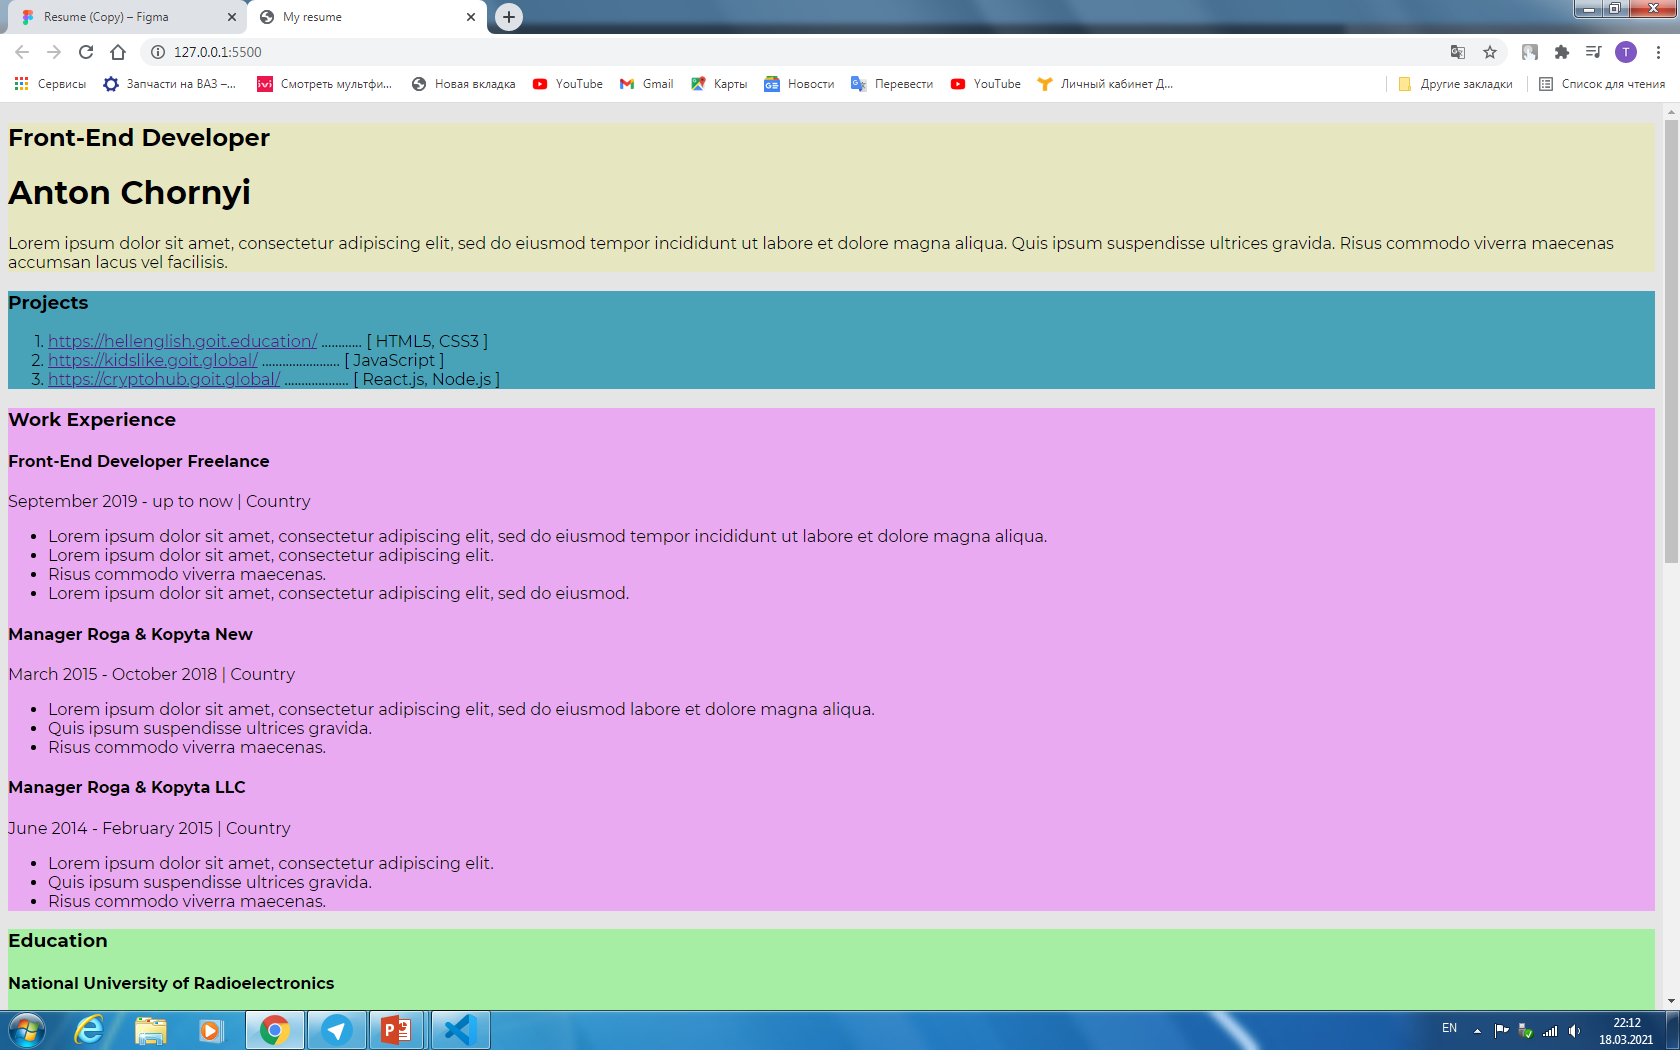 Resume (Copy) – Figma
My resume
127.0.0.1:5500
T
Сервисы
Запчасти на ВАЗ –...
ivi
Смотреть мультфи...
Новая вкладка
YouTube
Gmail
Карты
Новости
Перевести
YouTube
Личный кабинет Д...
Другие закладки
Список для чтения
Front-End Developer
Anton Chornyi
Lorem ipsum dolor sit amet, consectetur adipiscing elit, sed do eiusmod tempor incididunt ut labore et dolore magna aliqua. Quis ipsum suspendisse ultrices gravida. Risus commodo viverra maecenas
accumsan lacus vel facilisis.
Projects
1. https://hellenglish.goit.education/ ............ [ HTML5, CSS3 ]
2. https://kidslike.goit.global/ ....................... [ JavaScript ]
3. https://cryptohub.goit.global/ ................... [ React.js, Node.js ]
Work Experience
Front-End Developer Freelance
September 2019 - up to now | Country
• Lorem ipsum dolor sit amet, consectetur adipiscing elit, sed do eiusmod tempor incididunt ut labore et dolore magna aliqua.
• Lorem ipsum dolor sit amet, consectetur adipiscing elit.
• Risus commodo viverra maecenas.
• Lorem ipsum dolor sit amet, consectetur adipiscing elit, sed do eiusmod.
Manager Roga & Kopyta New
March 2015 - October 2018 | Country
• Lorem ipsum dolor sit amet, consectetur adipiscing elit, sed do eiusmod labore et dolore magna aliqua.
• Quis ipsum suspendisse ultrices gravida.
• Risus commodo viverra maecenas.
Manager Roga & Kopyta LLC
June 2014 - February 2015 | Country
• Lorem ipsum dolor sit amet, consectetur adipiscing elit.
• Quis ipsum suspendisse ultrices gravida.
• Risus commodo viverra maecenas.
Education
National University of Radioelectronics
EN
22:12
18.03.2021